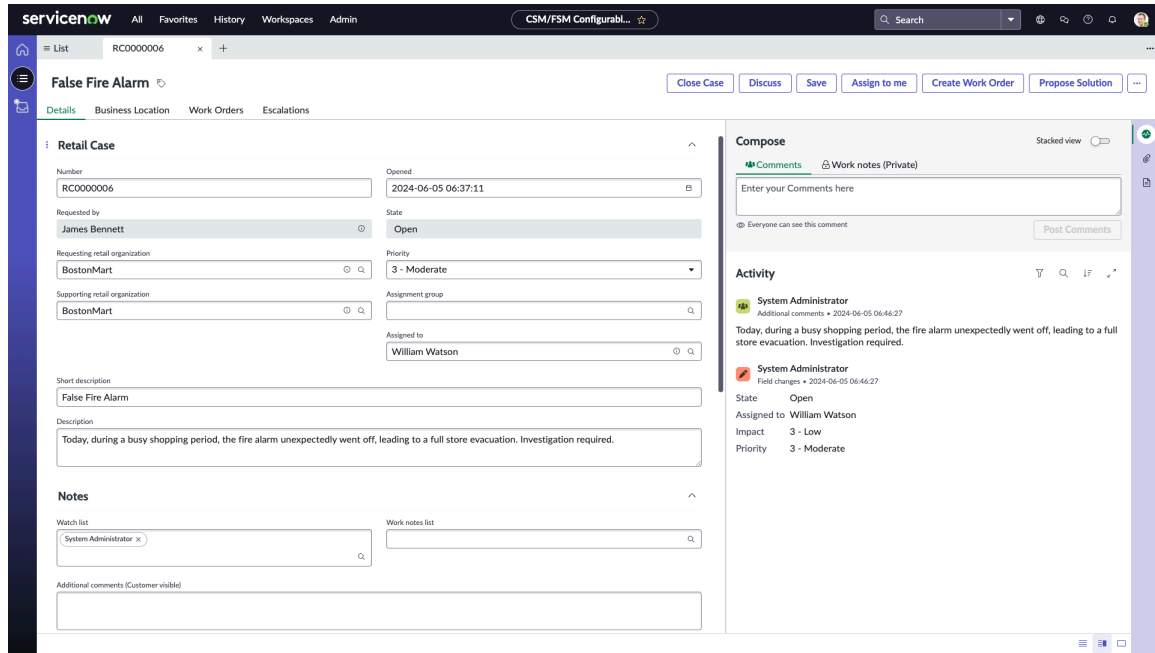 servicenow All Favorites History Workspaces Admin CSM/FSM Configurabl... Search
List RC0000006 × +
False Fire Alarm Close Case Discuss Save Assign to me Create Work Order Propose Solution ...
Details Business Location Work Orders Escalations
Retail Case
Number
RC0000006
Opened
2024-06-05 06:37:11
Requested by
James Bennett
State
Open
Requesting retail organization
BostonMart
Priority
3 - Moderate
Supporting retail organization
BostonMart
Assignment group
Assigned to
William Watson
Short description
False Fire Alarm
Description
Today, during a busy shopping period, the fire alarm unexpectedly went off, leading to a full store evacuation. Investigation required.
Notes
Watch list
System Administrator ×
Work notes list
Additional comments (Customer visible)
Compose Stacked view
Comments Work notes (Private)
Enter your Comments here
Everyone can see this comment Post Comments
Activity
System Administrator
Additional comments • 2024-06-05 06:46:27
Today, during a busy shopping period, the fire alarm unexpectedly went off, leading to a full
store evacuation. Investigation required.
System Administrator
Field changes • 2024-06-05 06:46:27
State Open
Assigned to William Watson
Impact 3 - Low
Priority 3 - Moderate